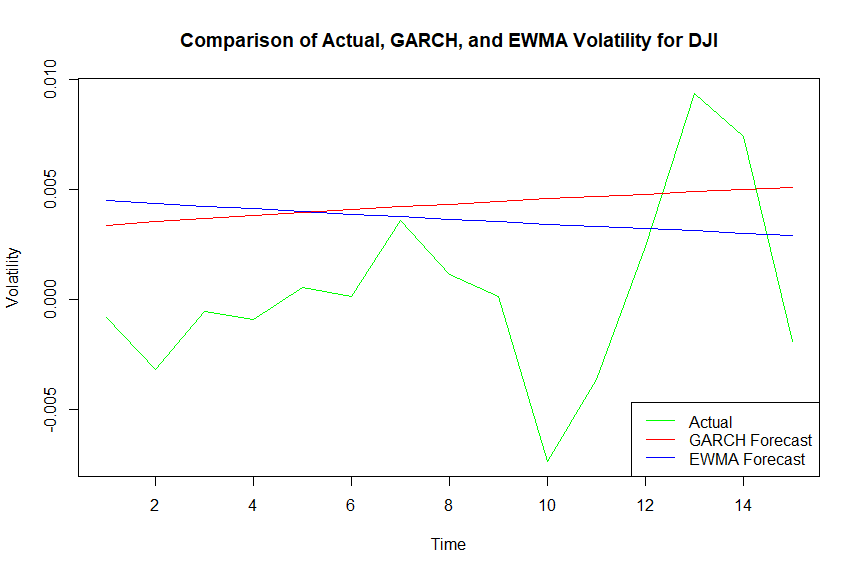 Comparison of Actual, GARCH, and EWMA Volatility for DJI
Volatility
0.010
0.005
0.000
-0.005
2
4
6
8
10
12
14
Time
Actual
GARCH Forecast
EWMA Forecast